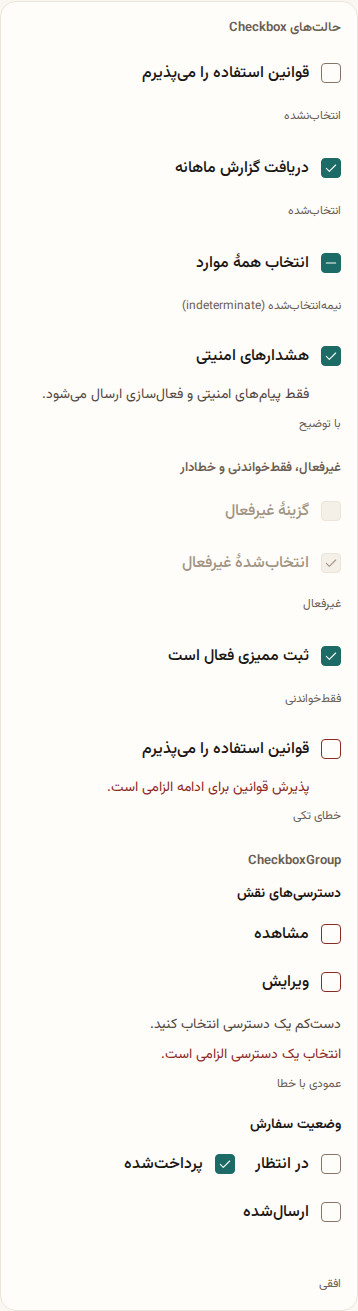 حالت‌های Checkbox
قوانین استفاده را می‌پذیرم
انتخاب‌نشده
دریافت گزارش ماهانه
انتخاب‌شده
انتخاب همهٔ موارد
نیمه‌انتخاب‌شده (indeterminate)
هشدارهای امنیتی
فقط پیام‌های امنیتی و فعال‌سازی ارسال می‌شود.
با توضیح
غیرفعال، فقط‌خواندنی و خطادار
گزینهٔ غیرفعال
انتخاب‌شدهٔ غیرفعال
غیرفعال
ثبت ممیزی فعال است
فقط‌خواندنی
قوانین استفاده را می‌پذیرم
پذیرش قوانین برای ادامه الزامی است.
خطای تکی
CheckboxGroup
دسترسی‌های نقش
مشاهده
ویرایش
دست‌کم یک دسترسی انتخاب کنید.
انتخاب یک دسترسی الزامی است.
عمودی با خطا
وضعیت سفارش
در انتظار پرداخت‌شده
ارسال‌شده
افقی